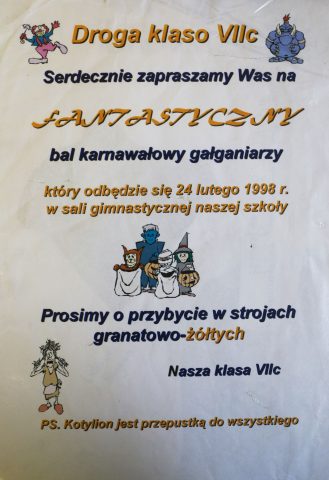 Droga klaso VIIc
Serdecznie zapraszamy Was na
FANTASTYCZNY
bal karnawałowy gałganiarzy
który odbędzie się 24 lutego 1998 r.
w sali gimnastycznej naszej szkoły
Prosimy o przybycie w strojach
granatowo-żółtych
Nasza klasa VIIc
PS. Kotylion jest przepustką do wszystkiego